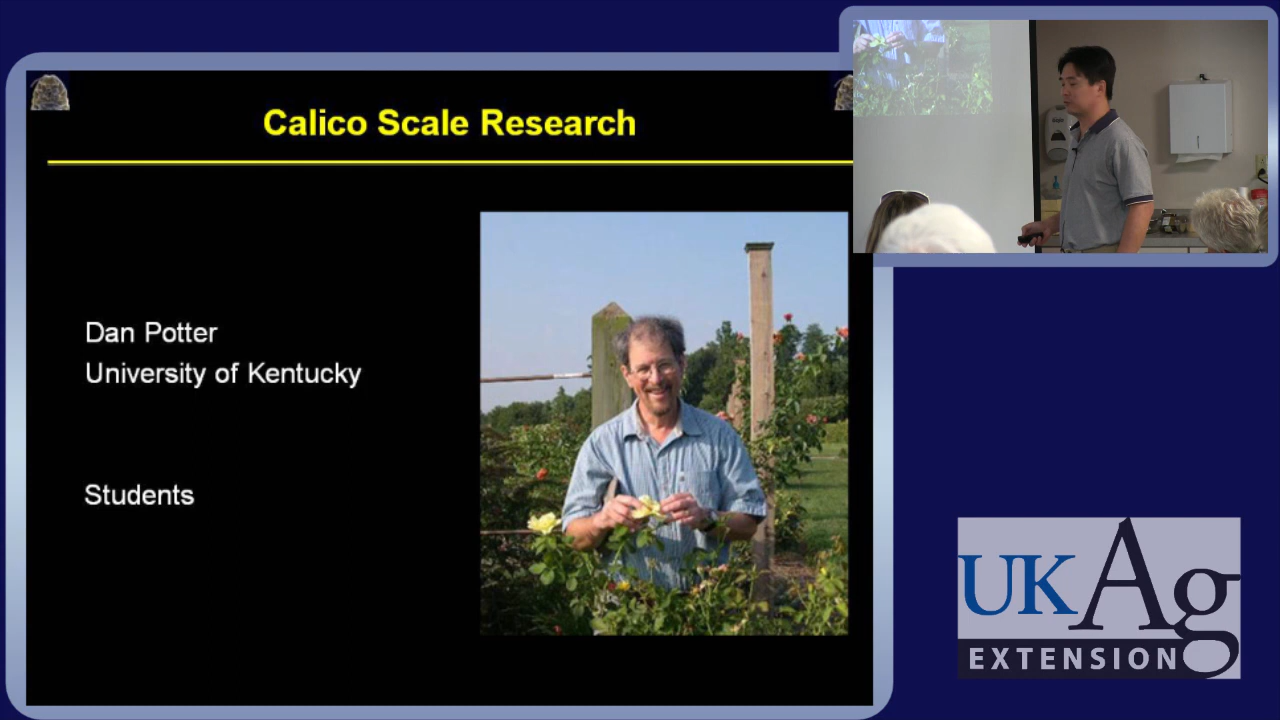 Calico Scale Research
Dan Potter
University of Kentucky
Students
UKAg
EXTENSION